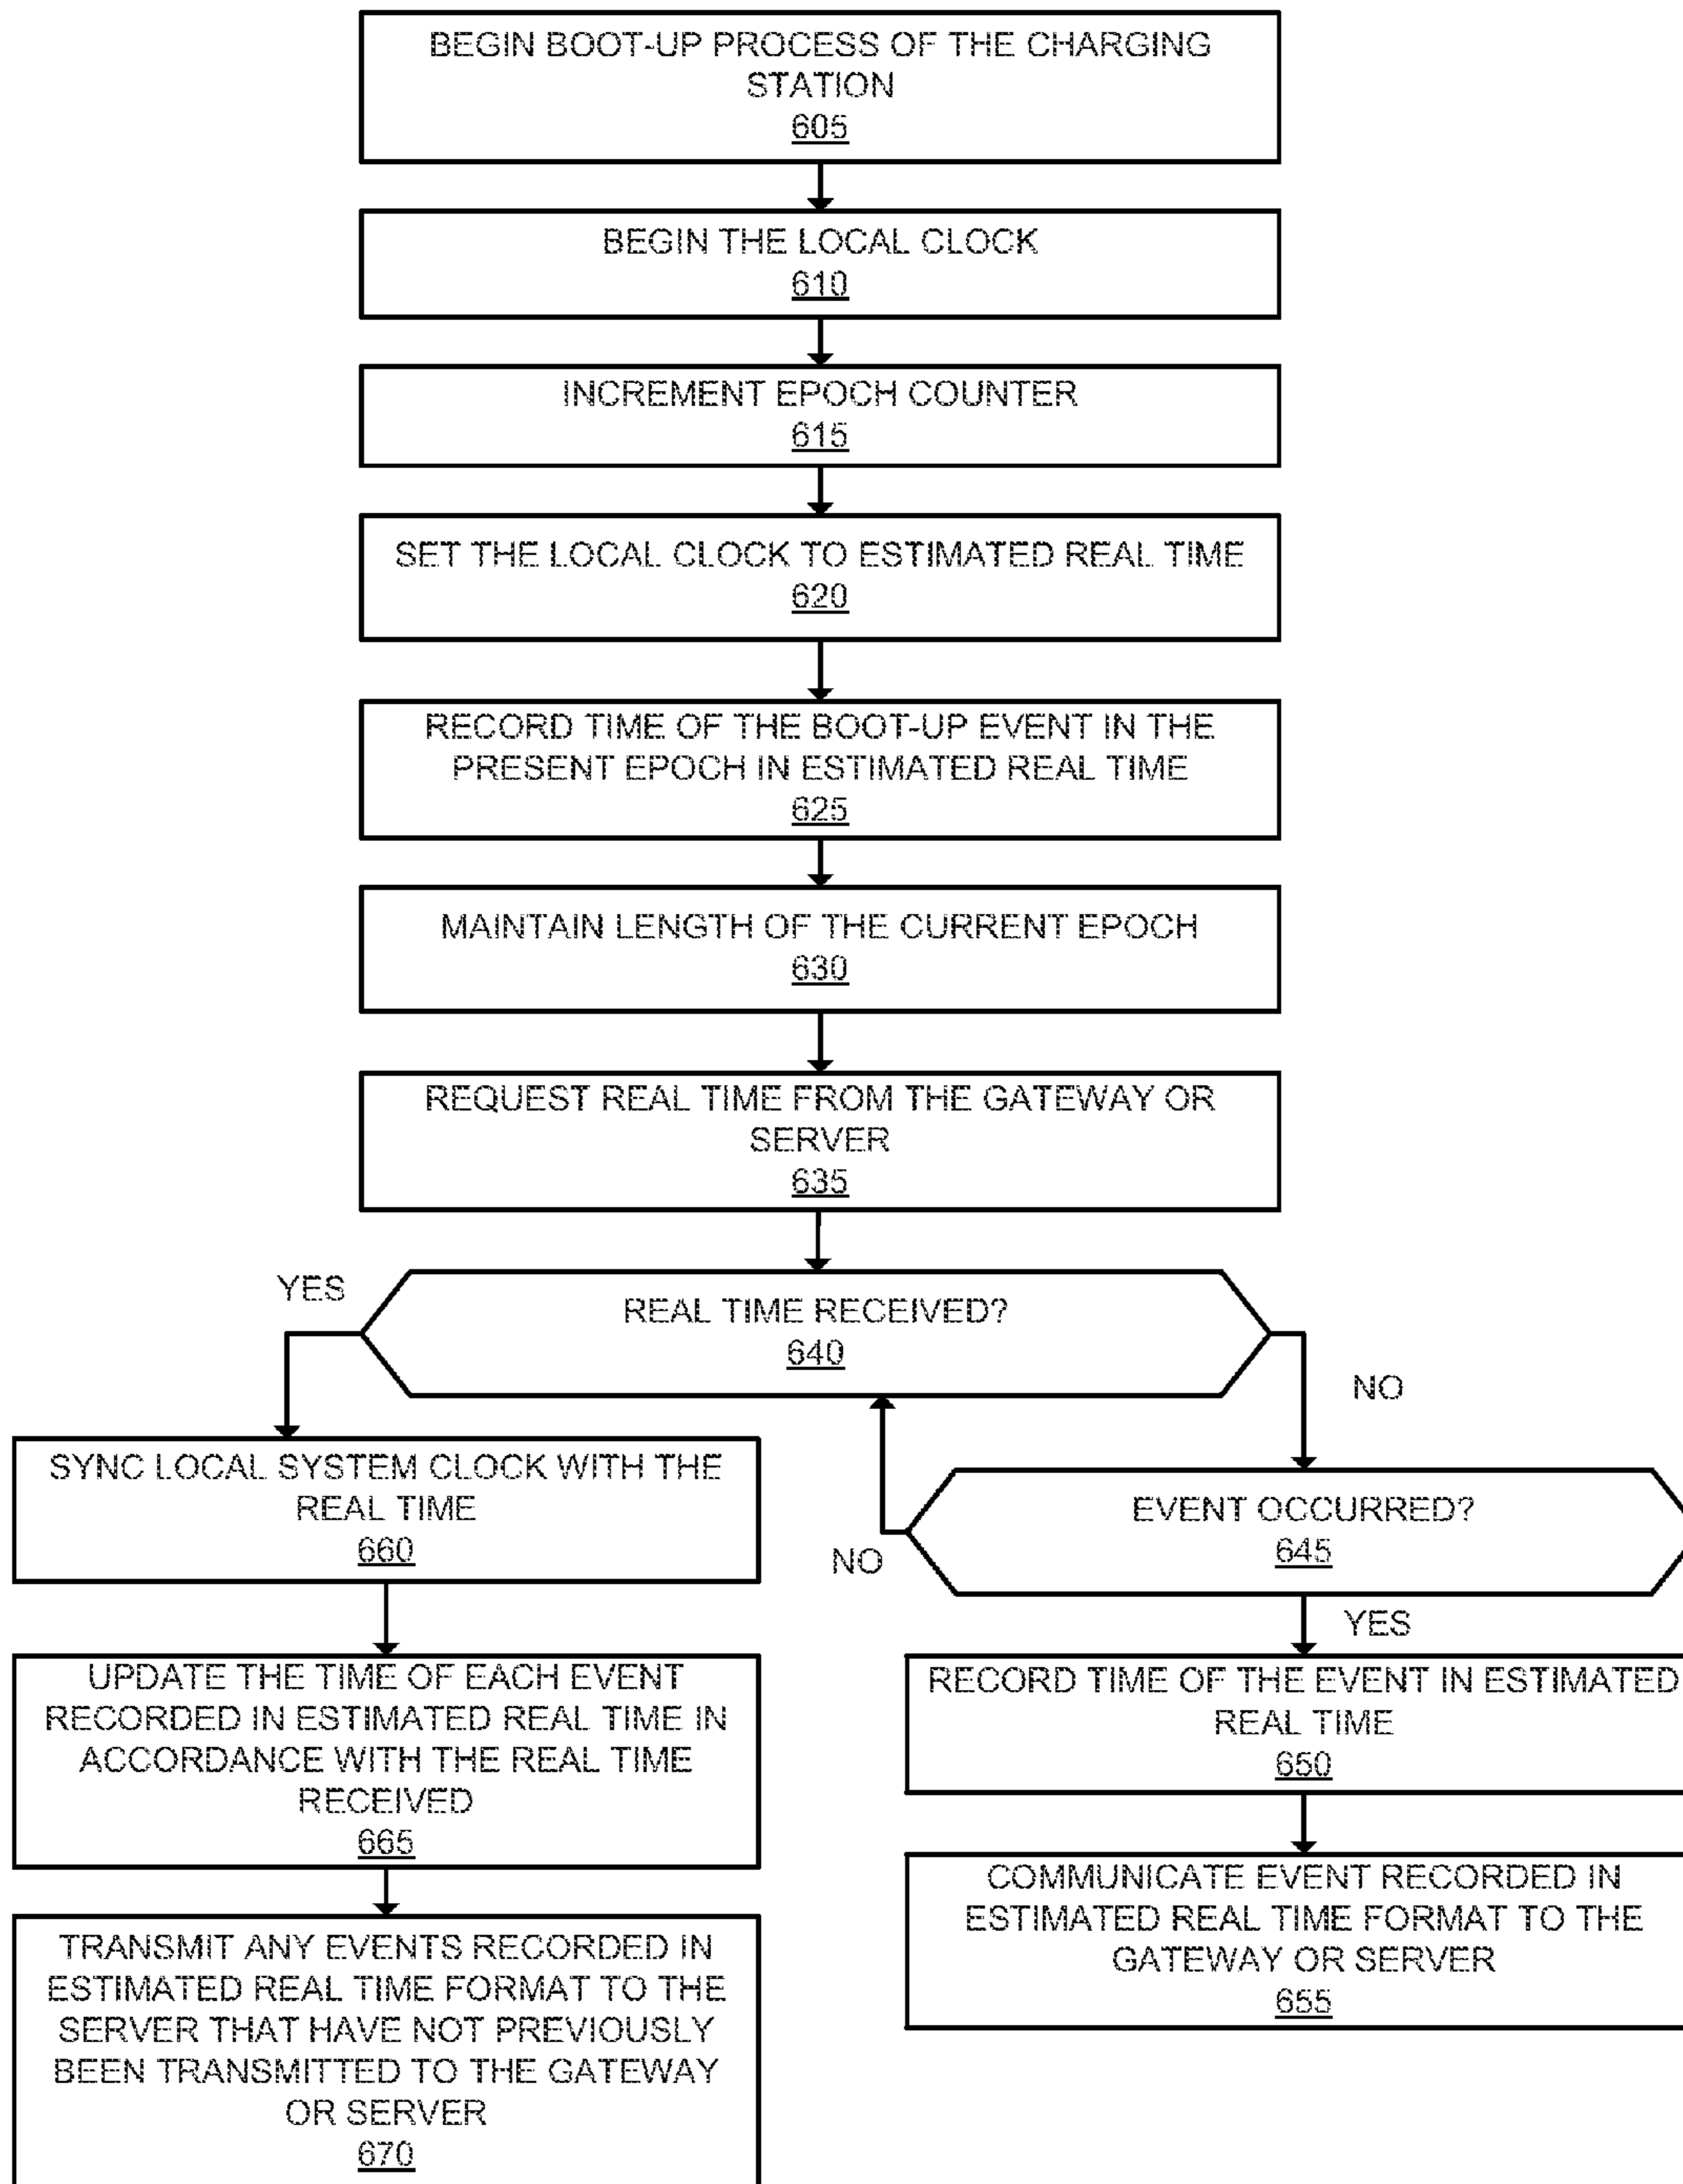 BEGIN BOOT-UP PROCESS OF THE CHARGING
STATION
605
BEGIN THE LOCAL CLOCK
610
INCREMENT EPOCH COUNTER
615
SET THE LOCAL CLOCK TO ESTIMATED REAL TIME
620
RECORD TIME OF THE BOOT-UP EVENT IN THE
PRESENT EPOCH IN ESTIMATED REAL TIME
625
MAINTAIN LENGTH OF THE CURRENT EPOCH
630
REQUEST REAL TIME FROM THE GATEWAY OR
SERVER
635
YES
REAL TIME RECEIVED?
640
NO
SYNC LOCAL SYSTEM CLOCK WITH THE
REAL TIME
660
UPDATE THE TIME OF EACH EVENT
RECORDED IN ESTIMATED REAL TIME IN
ACCORDANCE WITH THE REAL TIME
RECEIVED
665
TRANSMIT ANY EVENTS RECORDED IN
ESTIMATED REAL TIME FORMAT TO THE
SERVER THAT HAVE NOT PREVIOUSLY
BEEN TRANSMITTED TO THE GATEWAY
OR SERVER
670
EVENT OCCURRED?
645
NO
YES
RECORD TIME OF THE EVENT IN ESTIMATED
REAL TIME
650
COMMUNICATE EVENT RECORDED IN
ESTIMATED REAL TIME FORMAT TO THE
GATEWAY OR SERVER
655